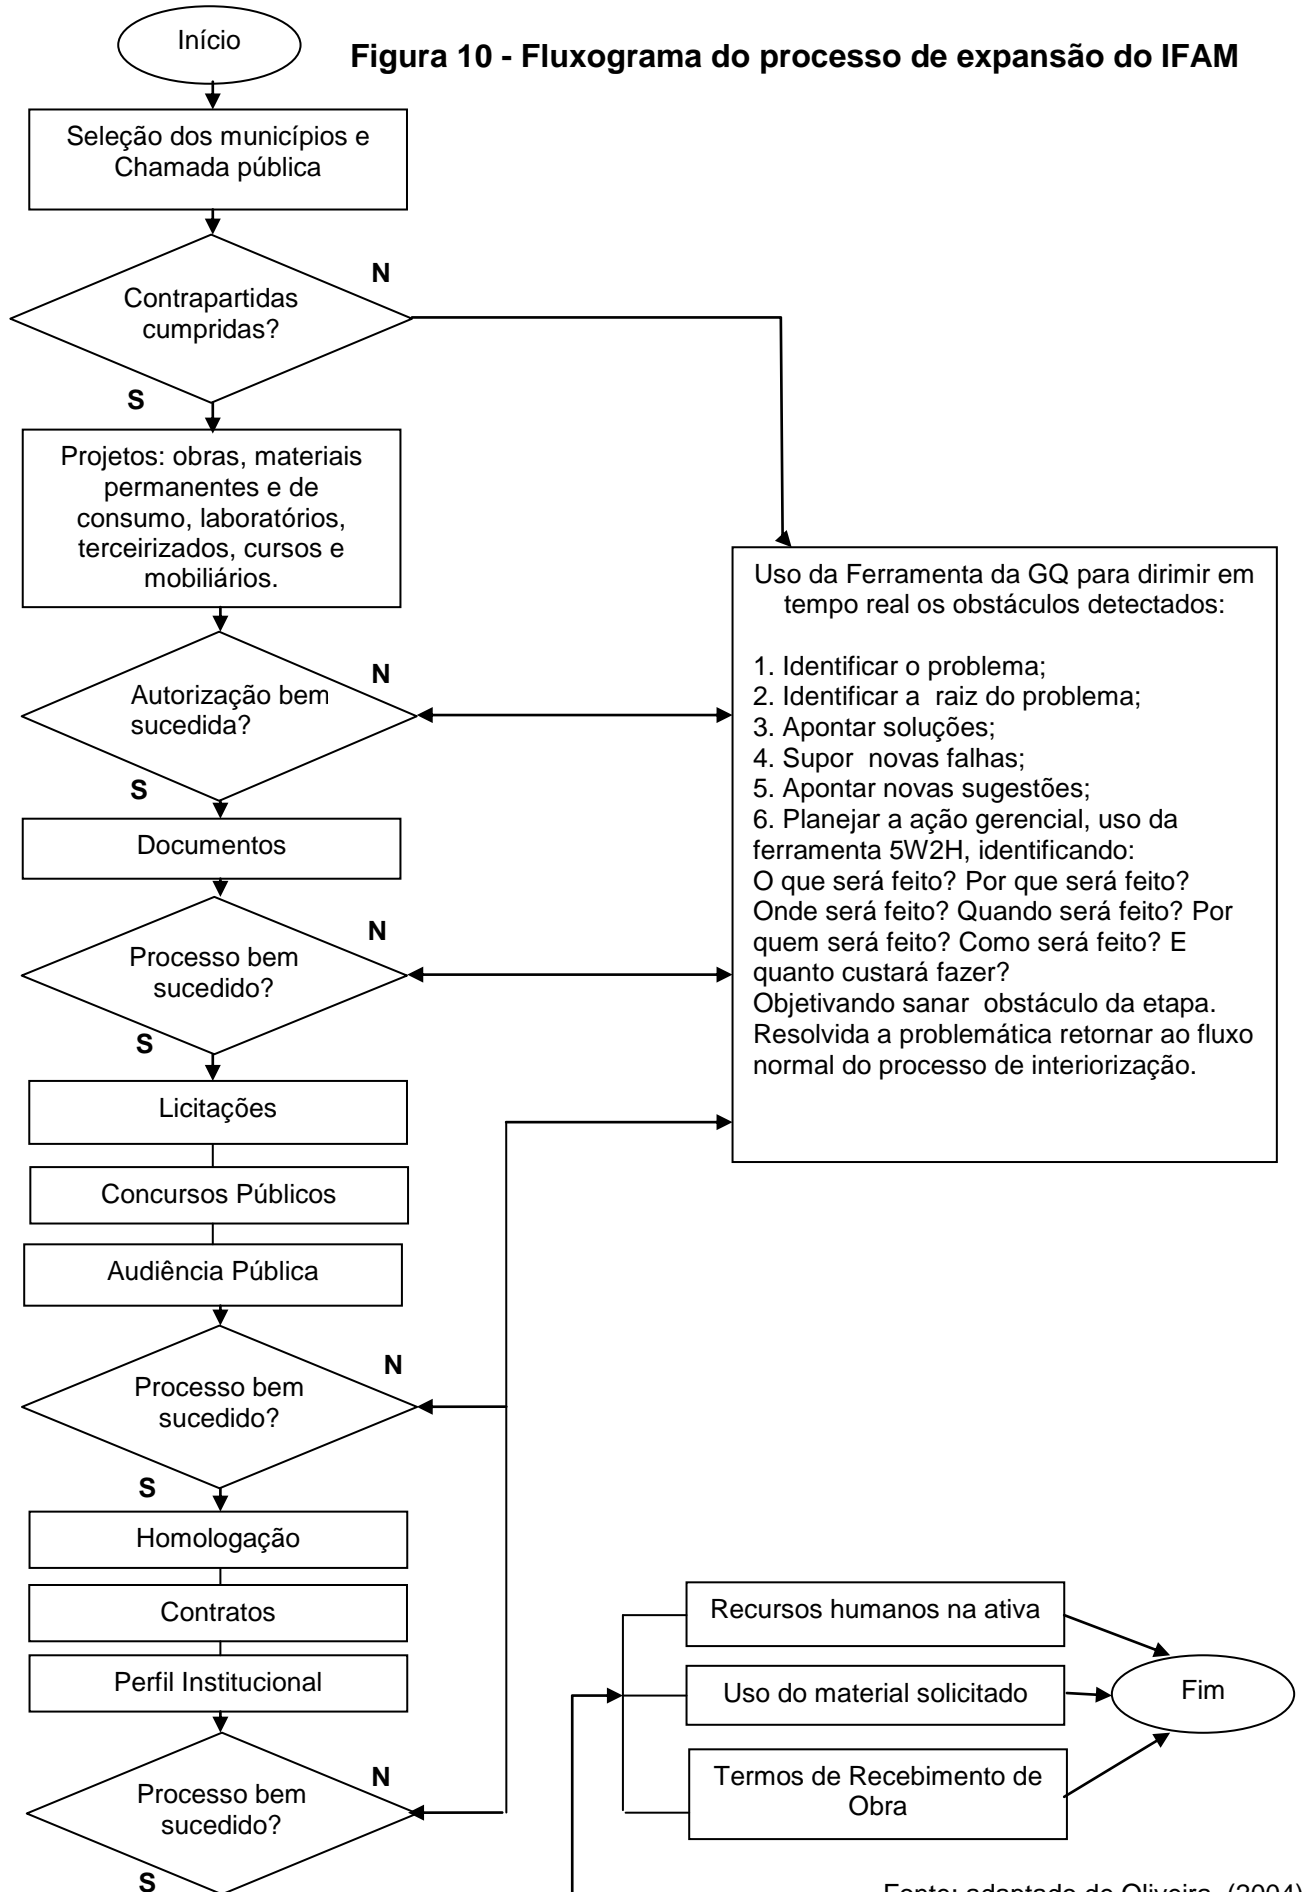 Início
Figura 10 - Fluxograma do processo de expansão do IFAM
Seleção dos municípios e
Chamada pública
N
Contrapartidas
cumpridas?
S
Projetos: obras, materiais
permanentes e de
consumo, laboratórios,
terceirizados, cursos e
mobiliários.
Uso da Ferramenta da GQ para dirimir em
tempo real os obstáculos detectados:
1. Identificar o problema;
2. Identificar a raiz do problema;
3. Apontar soluções;
4. Supor novas falhas;
5. Apontar novas sugestões;
6. Planejar a ação gerencial, uso da
ferramenta 5W2H, identificando:
O que será feito? Por que será feito?
Onde será feito? Quando será feito? Por
quem será feito? Como será feito? E
quanto custará fazer?
Objetivando sanar obstáculo da etapa.
Resolvida a problemática retornar ao fluxo
normal do processo de interiorização.
N
Autorização bem
sucedida?
S
Documentos
N
Processo bem
sucedido?
S
Licitações
Concursos Públicos
Audiência Pública
N
Processo bem
sucedido?
S
Homologação
Contratos
Perfil Institucional
N
Processo bem
sucedido?
S
Recursos humanos na ativa
Uso do material solicitado
Fim
Termos de Recebimento de
Obra
Fonte: adaptado de Oliveira (2004)